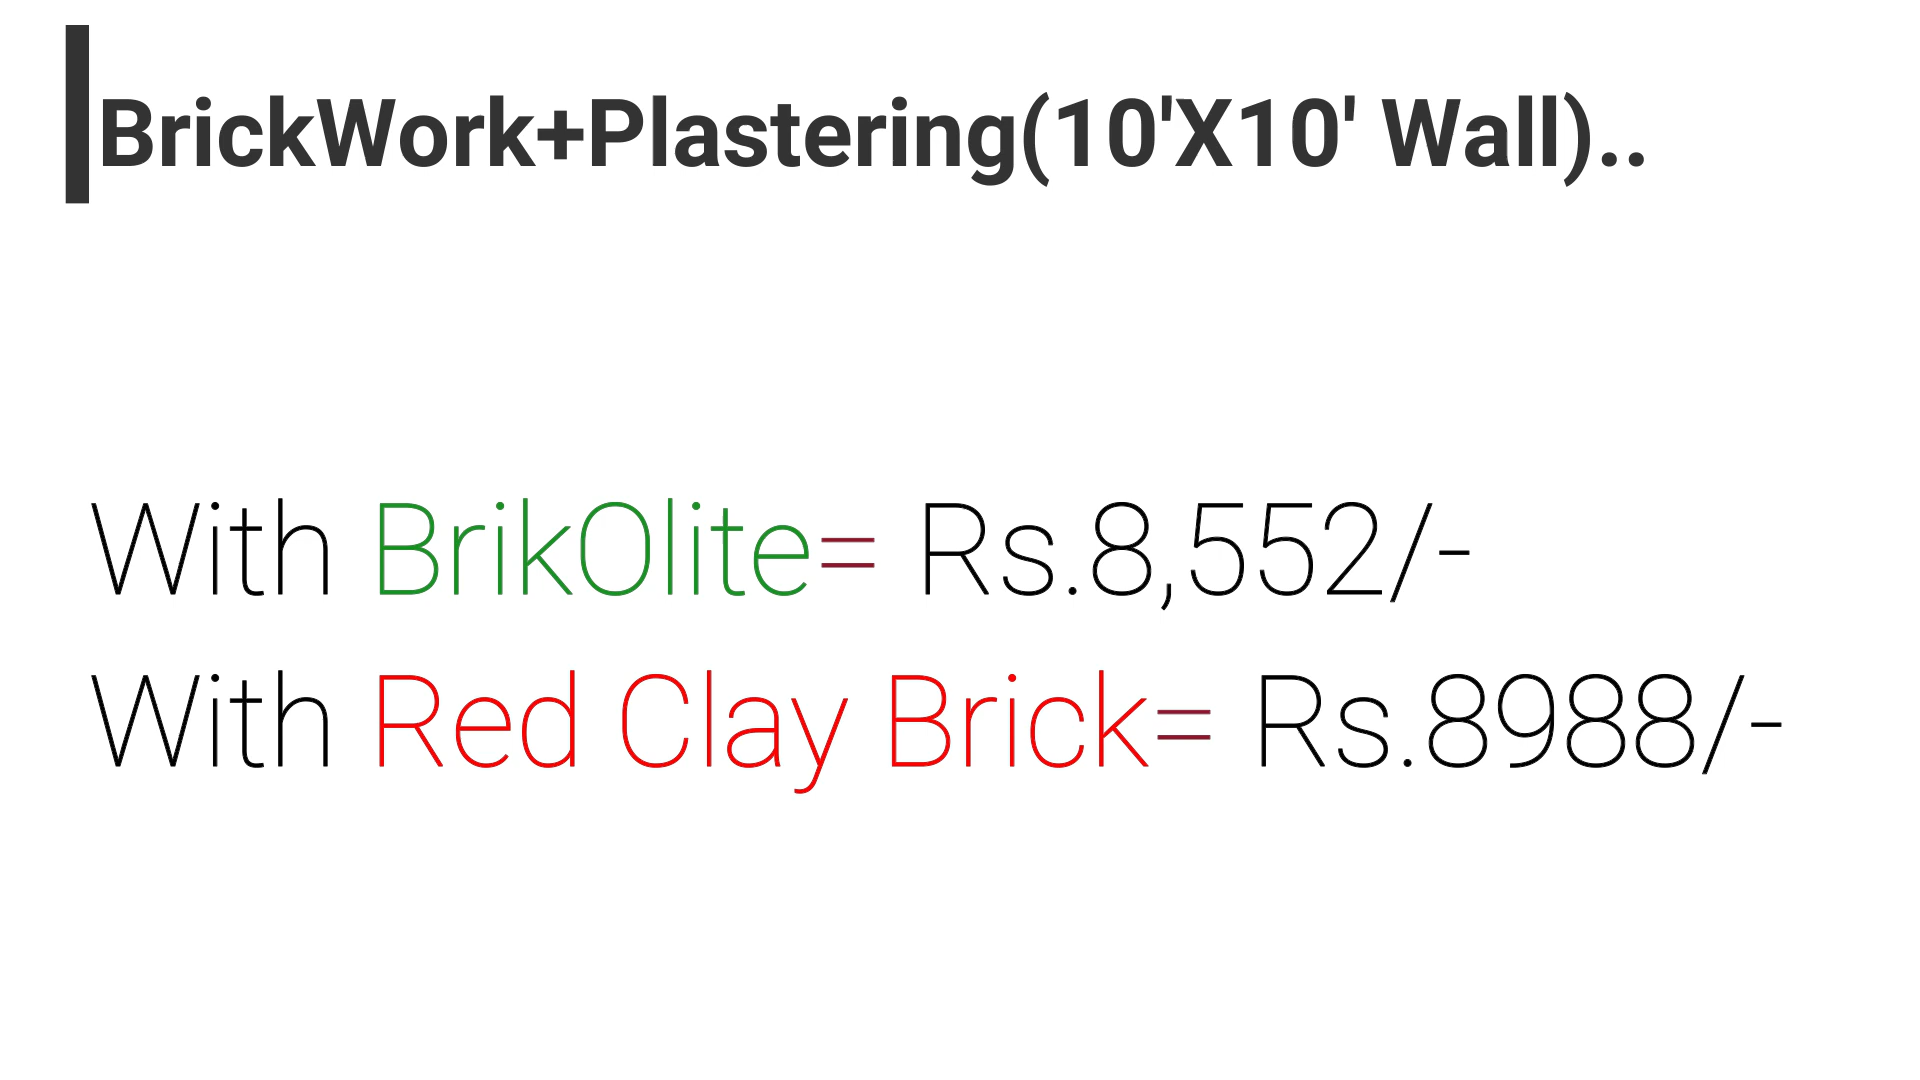 BrickWork+Plastering(10'X10' Wall)..
With BrikOlite= Rs.8,552/-
With Red Clay Brick= Rs.8988/-